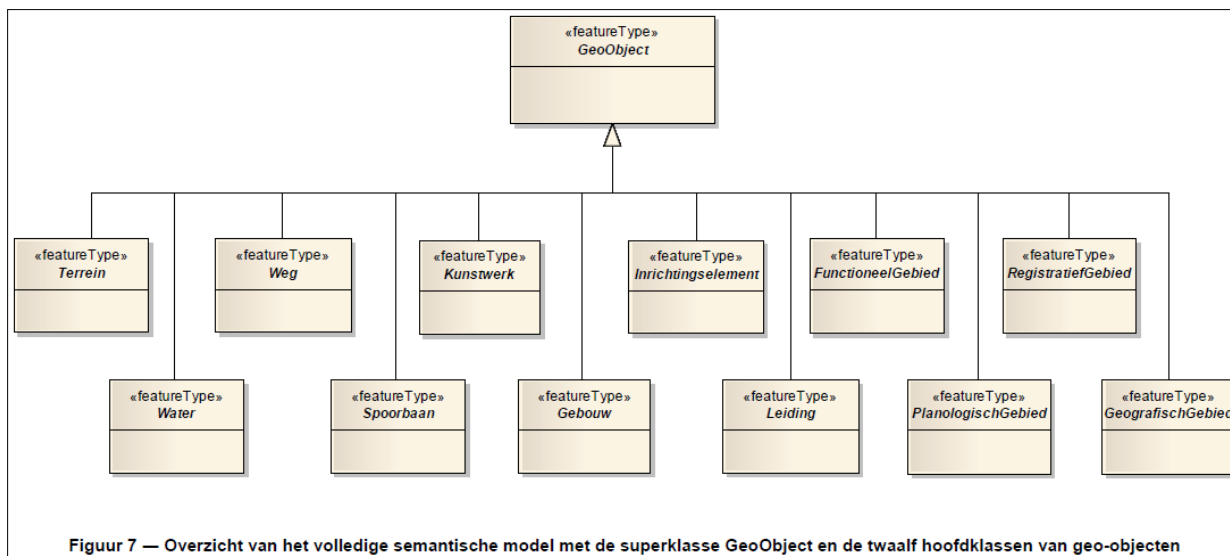 «featureType»
GeoObject
«featureType»
Terrein
«featureType»
Weg
«featureType»
Kunstwerk
«featureType»
Inrichtingselement
«featureType»
FunctioneelGebied
«featureType»
RegistratiefGebied
«featureType»
Water
«featureType»
Spoorbaan
«featureType»
Gebouw
«featureType»
Leiding
«featureType»
PlanologischGebied
«featureType»
GeografischGebied
Figuur 7 — Overzicht van het volledige semantische model met de superklasse GeoObject en de twaalf hoofdklassen van geo-objecten